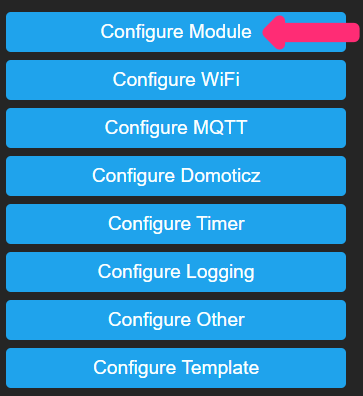 Configure Module
Configure WiFi
Configure MQTT
Configure Domoticz
Configure Timer
Configure Logging
Configure Other
Configure Template